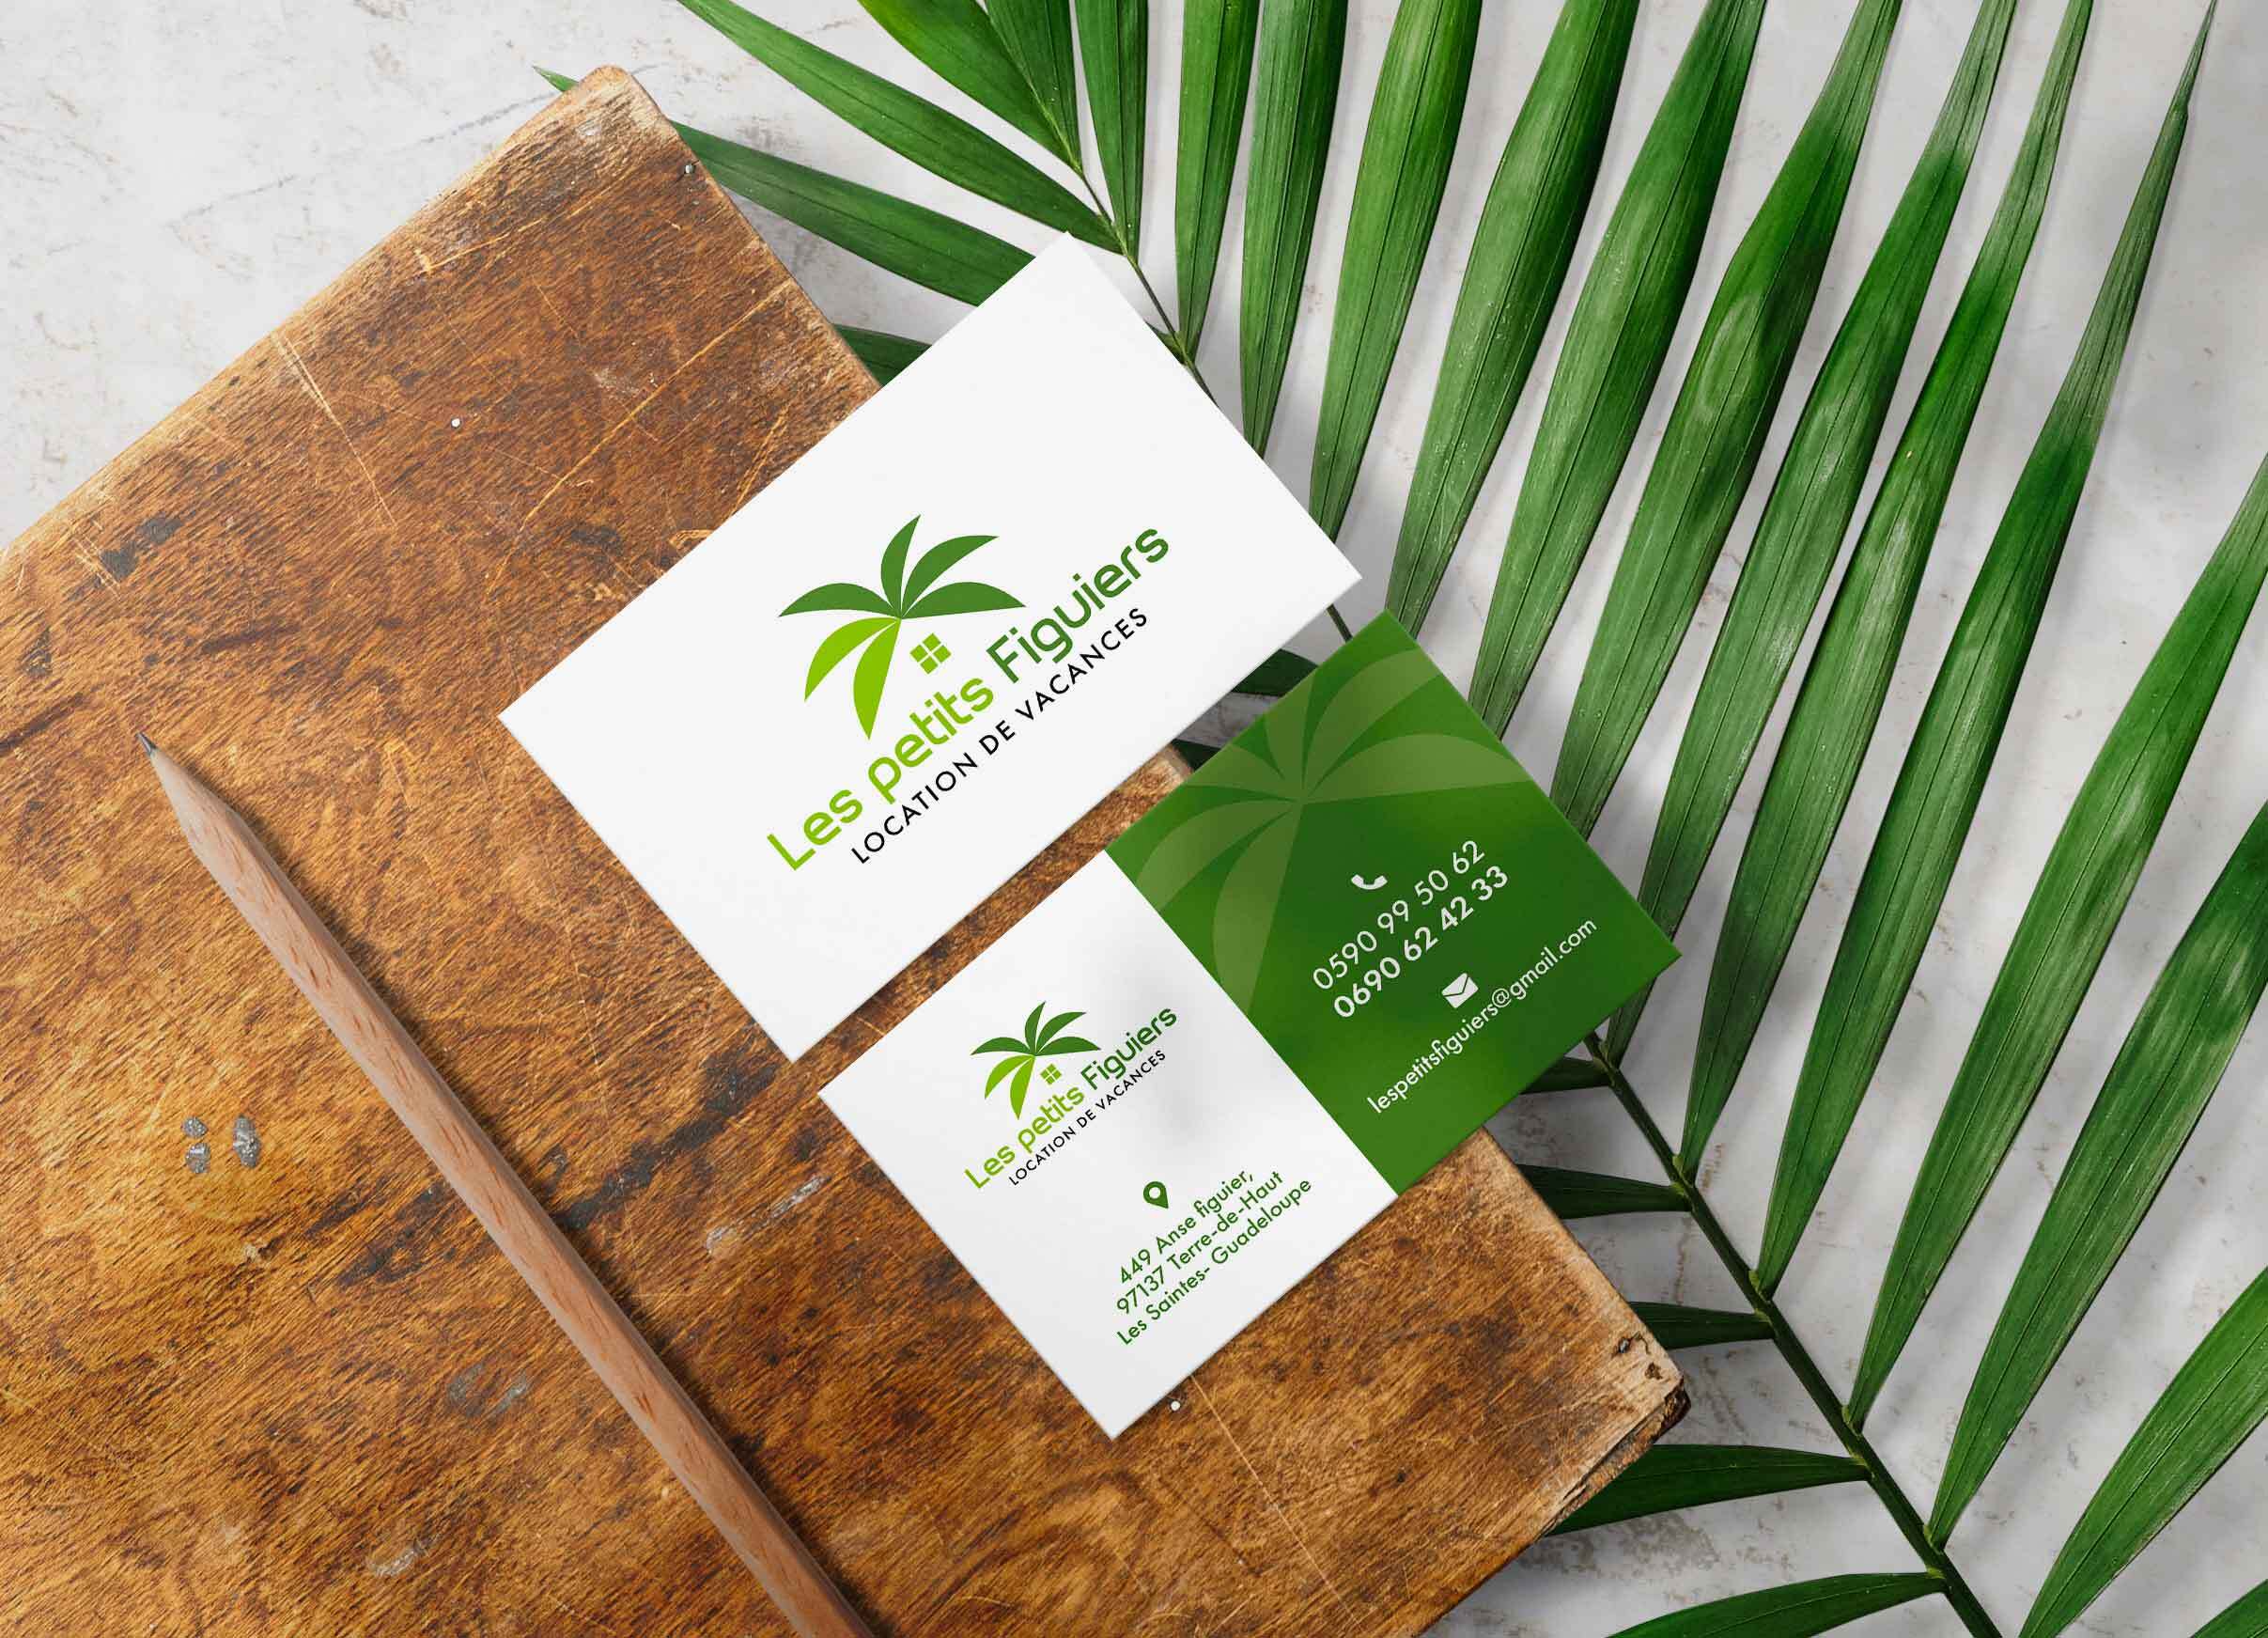 Les petits Figuiers
LOCATION DE VACANCES
Les petits Figuiers
LOCATION DE VACANCES
449 Anse figuier,
97137 Terre-de-Haut
Les Saintes- Guadeloupe
0590 99 50 62
0690 62 42 33
lespetitsfiguiers@gmail.com